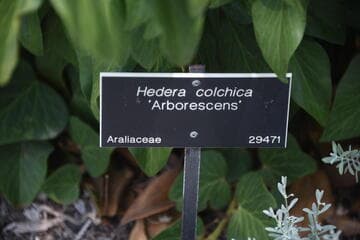 Hedera colchica
'Arborescens'
Araliaceae 29471